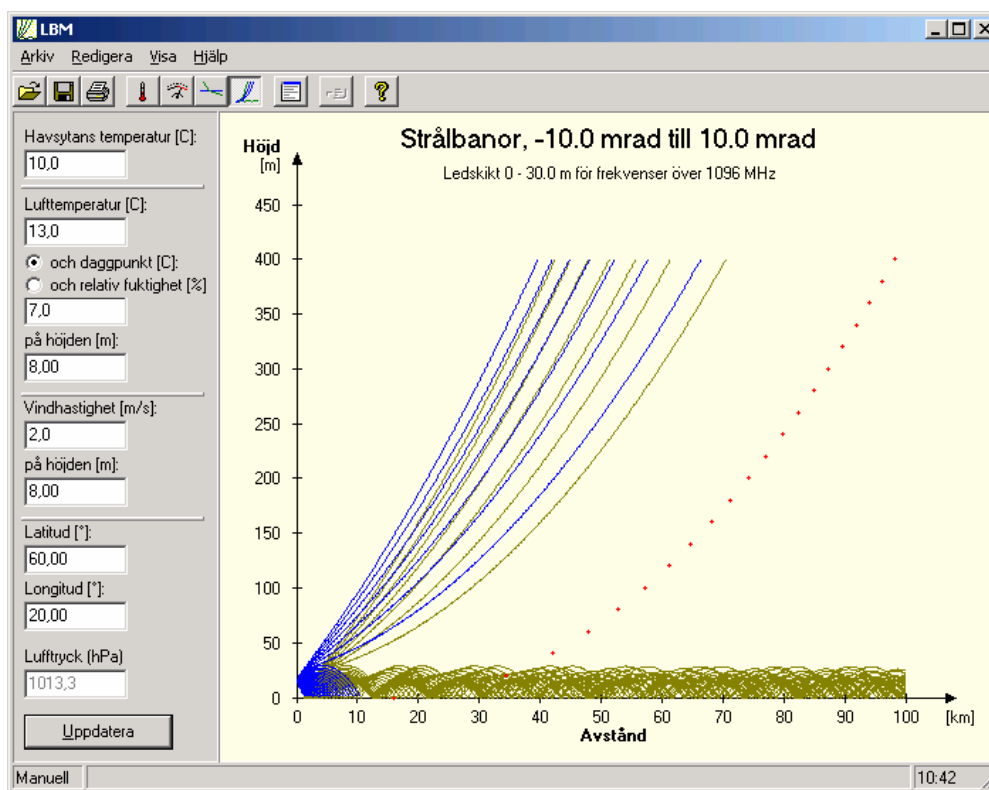 LBM
Arkiv Redigera Visa Hjälp
Havsytans temperatur [C]:
10,0
Lufttemperatur [C]:
13,0
och daggpunkt [C]:
och relativ fuktighet [%]
7,0
på höjden [m]:
8,00
Vindhastighet [m/s]:
2,0
på höjden [m]:
8,00
Latitud [°]:
60,00
Longitud [°]:
20,00
Lufttryck (hPa)
1013,3
Uppdatera
Strålbanor, -10.0 mrad till 10.0 mrad
Ledskikt 0 - 30.0 m för frekvenser över 1096 MHz
Höjd
[m]
450
400
350
300
250
200
150
100
50
0
0 10 20 30 40 50 60 70 80 90 100 [km]
Avstånd
Manuell 10:42